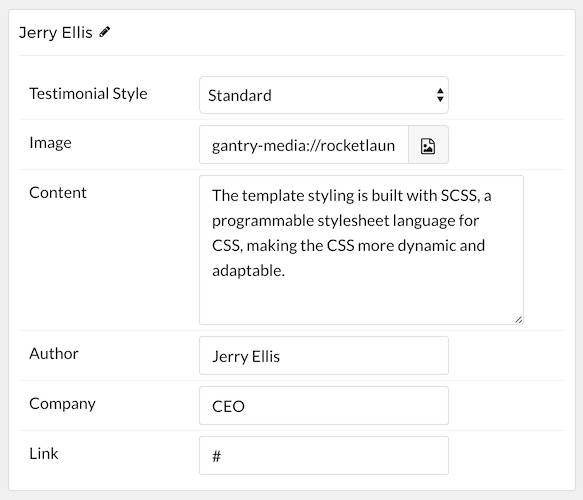 Jerry Ellis
Testimonial Style
Standard
Image
gantry-media://rocketlaun
Content
The template styling is built with SCSS, a
programmable stylesheet language for
CSS, making the CSS more dynamic and
adaptable.
Author
Jerry Ellis
Company
CEO
Link
#